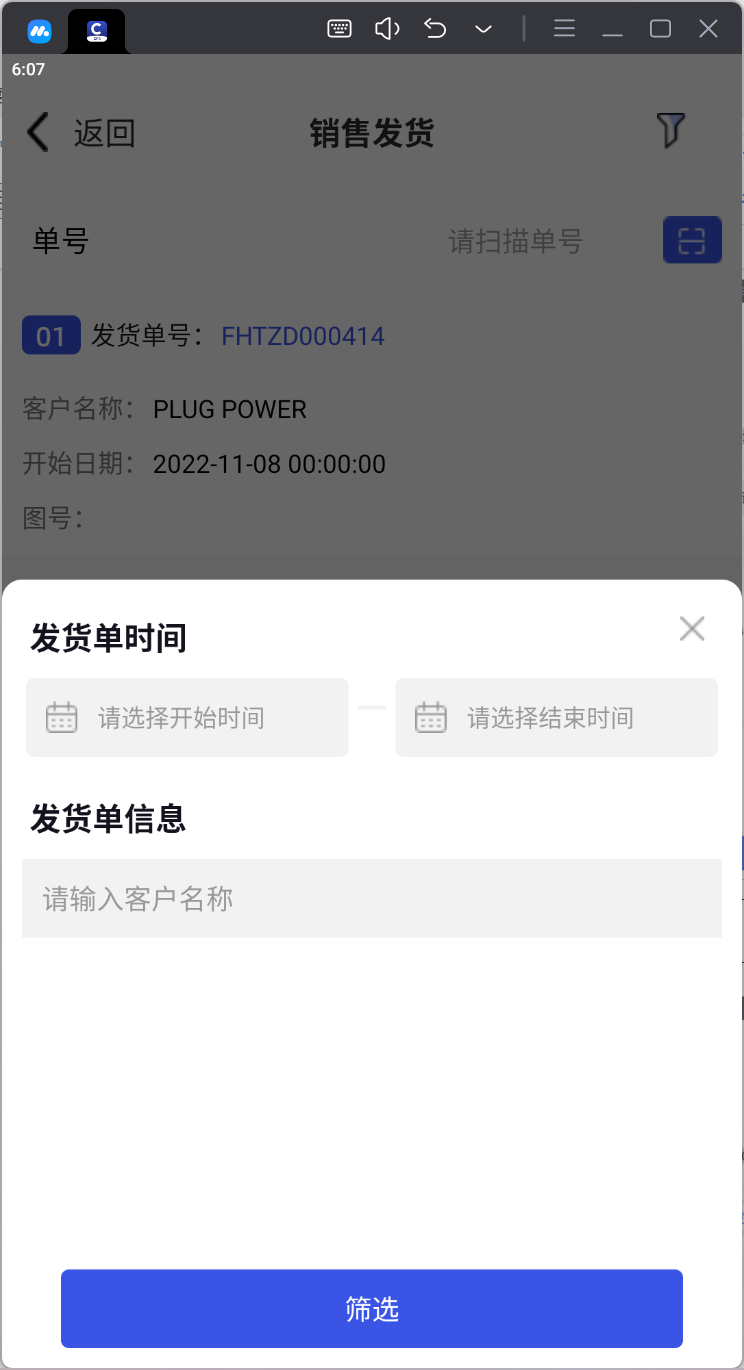 6:07
返回
销售发货
单号
请扫描单号
01 发货单号： FHTZD000414
客户名称： PLUG POWER
开始日期： 2022-11-08 00:00:00
图号：
发货单时间
请选择开始时间
请选择结束时间
发货单信息
请输入客户名称
筛选